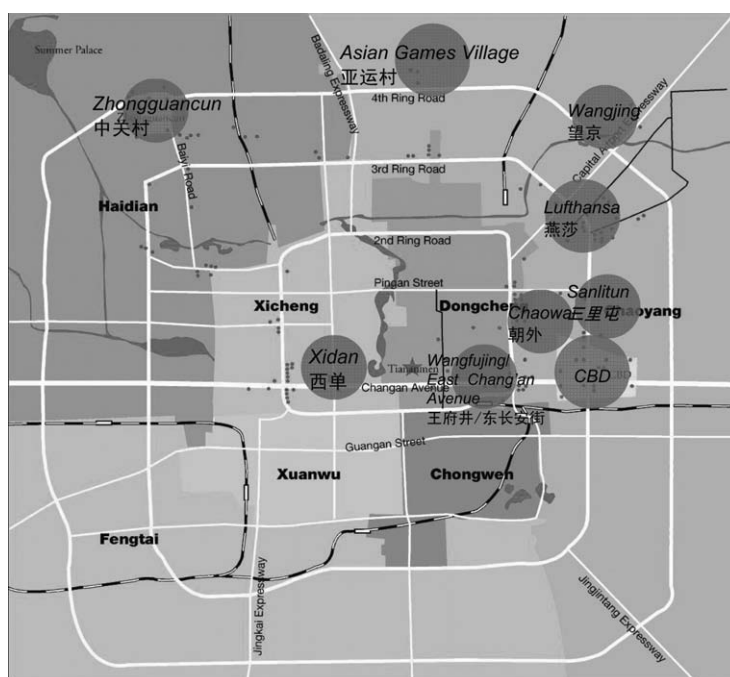 Summer Palace
Badaling Expressway
Asian Games Village
亚运村
4th Ring Road
Zhongguancun
中关村
Wangjing
望京
Capital Airport Expressway
Baiyi Road
3rd Ring Road
Haidian
Lufthansa
燕莎
2nd Ring Road
Pingan Street
Xicheng
Dongcheng
Sanlitun
三里屯
Chaoyang
Chaowai
朝外
Xidan
西单
Tiananmen
Changan Avenue
Wangfujing/
East Chang'an
Avenue
王府井/东长安街
CBD
Guangan Street
Xuanwu
Chongwen
Fengtai
Jingkai Expressway
Jingjintang Expressway